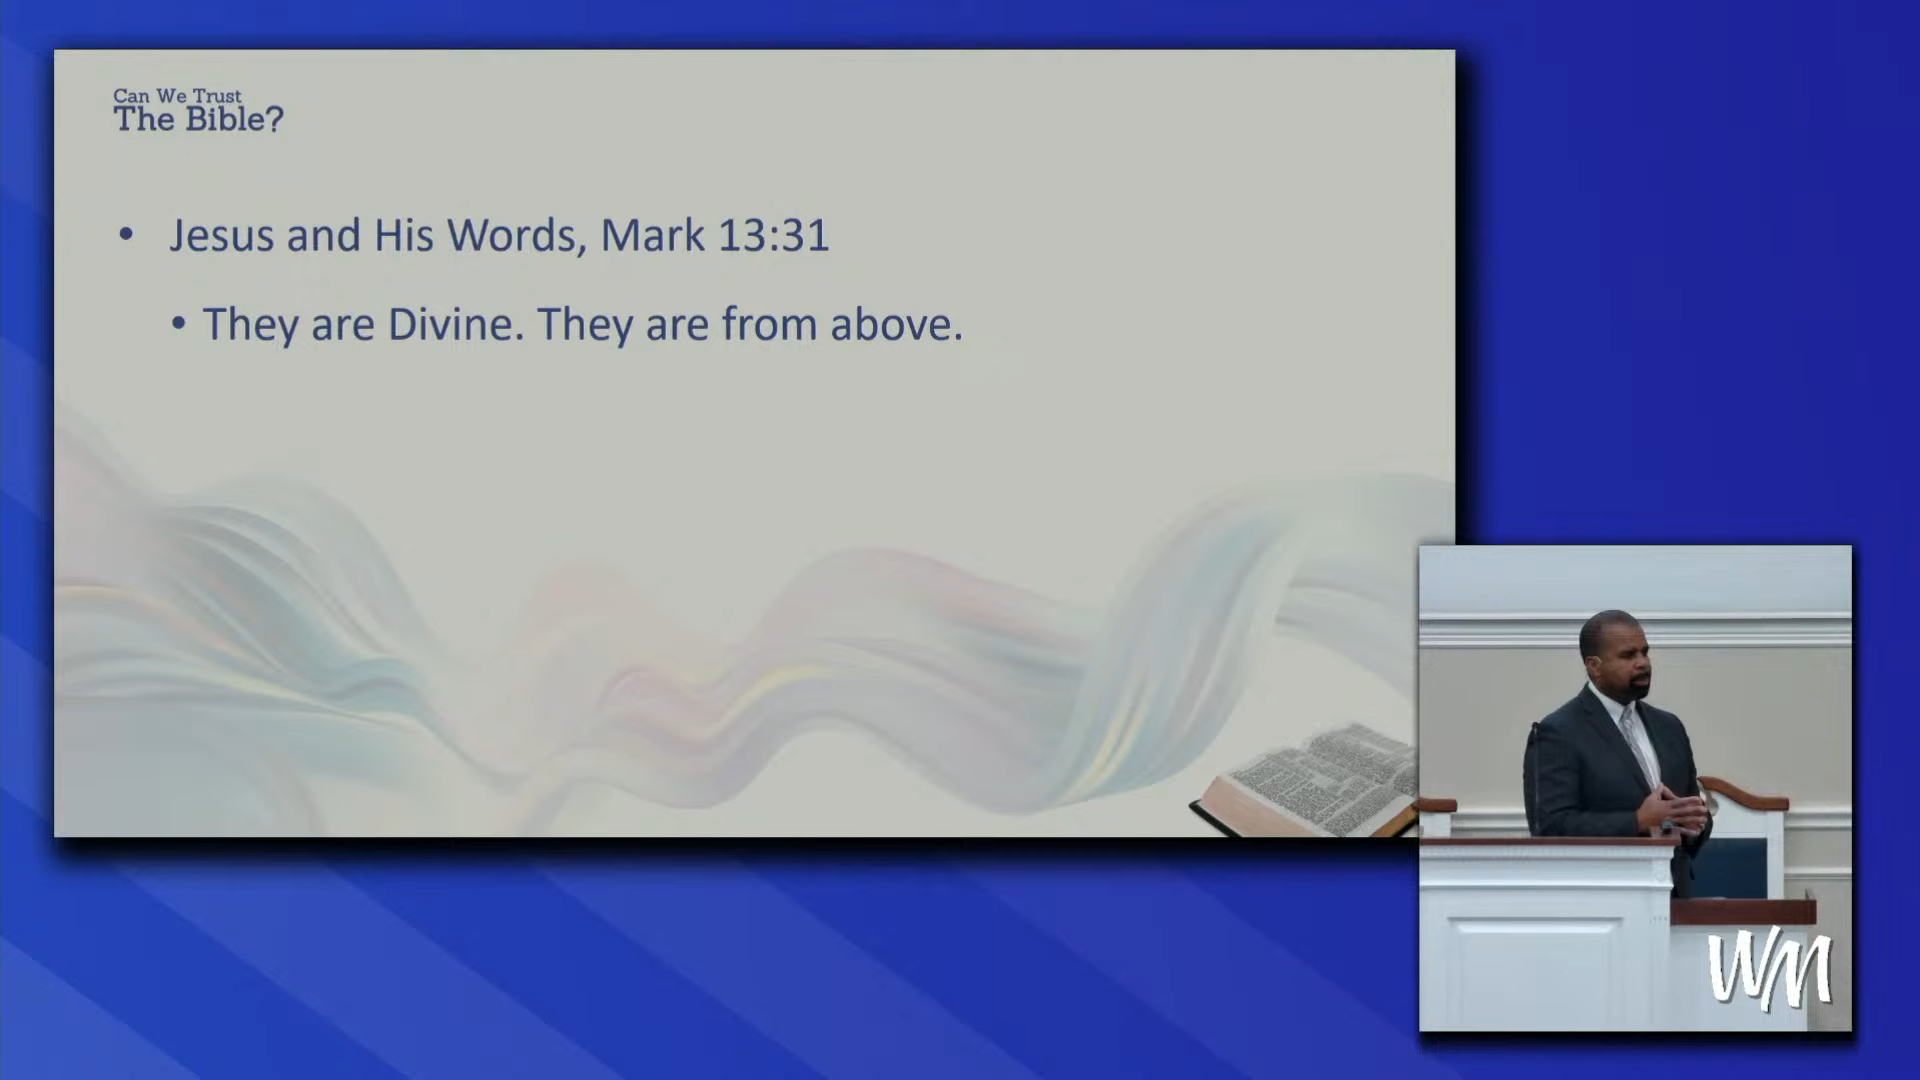 Can We Trust
The Bible?
• Jesus and His Words, Mark 13:31
• They are Divine. They are from above.
WM